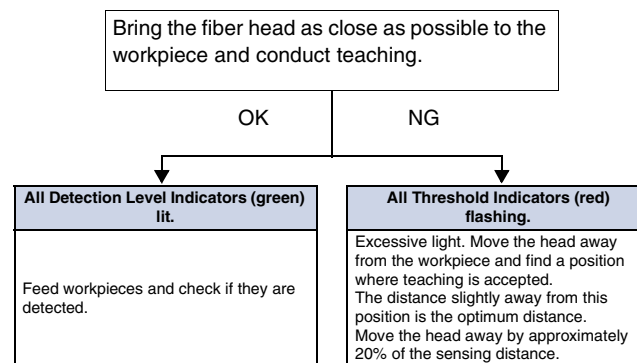 Bring the fiber head as close as possible to the
workpiece and conduct teaching.
OK
NG
All Detection Level Indicators (green)
lit.
Feed workpieces and check if they are
detected.
All Threshold Indicators (red)
flashing.
Excessive light. Move the head away
from the workpiece and find a position
where teaching is accepted.
The distance slightly away from this
position is the optimum distance.
Move the head away by approximately
20% of the sensing distance.